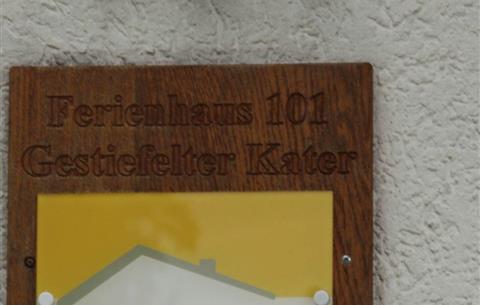 Ferienhaus 101
Gestiefelter Kater